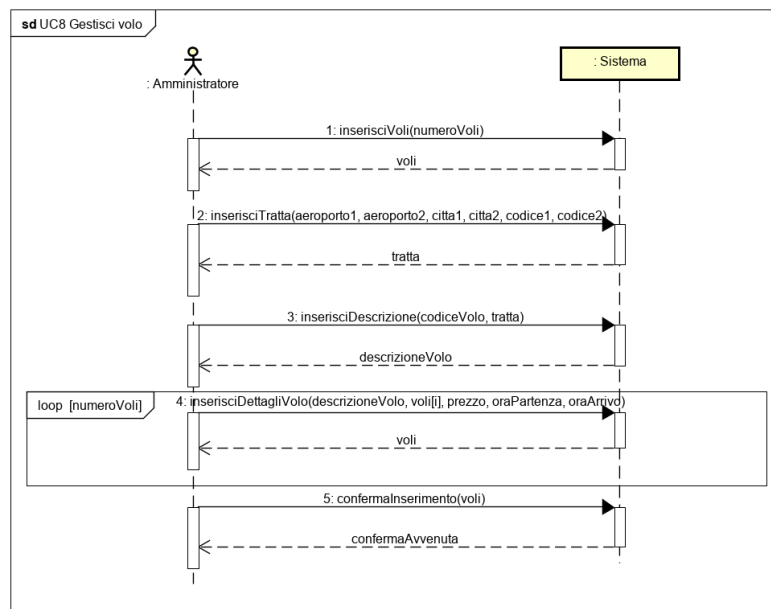 sd UC8 Gestisci volo
: Amministratore
: Sistema
1: inserisciVoli(numeroVoli)
voli
2: inserisciTratta(aeroporto1, aeroporto2, citta1, citta2, codice1, codice2)
tratta
3: inserisciDescrizione(codiceVolo, tratta)
descrizioneVolo
loop [numeroVoli]
4: inserisciDettagliVolo(descrizioneVolo, voli[i], prezzo, oraPartenza, oraArrivo)
voli
5: confermaInserimento(voli)
confermaAvvenuta